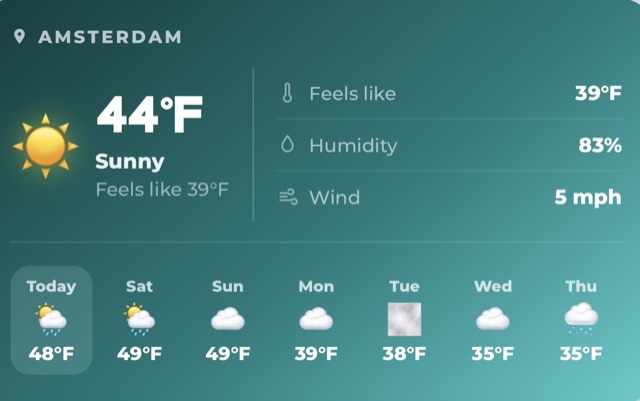 AMSTERDAM
44°F
Sunny
Feels like 39°F
Feels like 39°F
Humidity 83%
Wind 5 mph
Today Sat Sun Mon Tue Wed Thu
48°F 49°F 49°F 39°F 38°F 35°F 35°F